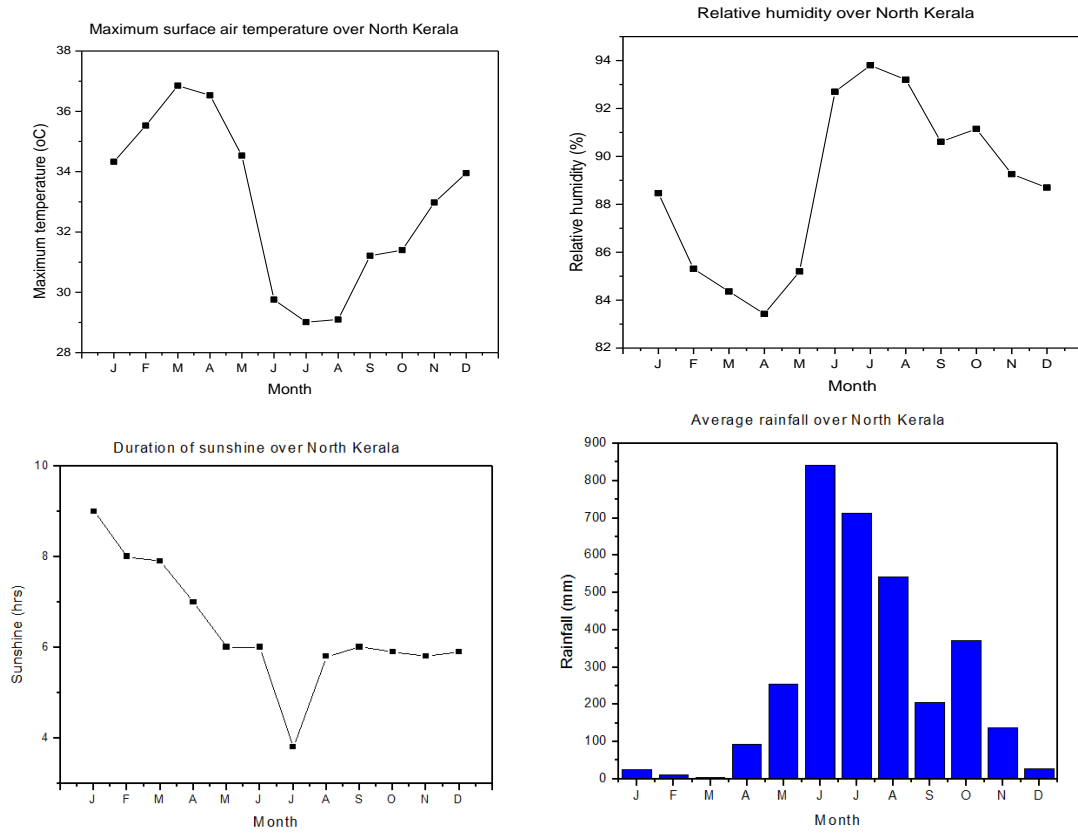 Maximum surface air temperature over North Kerala
38
36
34
32
30
28
Maximum temperature (oC)
J F M A M J J A S O N D
Month
Relative humidity over North Kerala
94
92
90
88
86
84
82
Relative humidity (%)
J F M A M J J A S O N D
Month
Duration of sunshine over North Kerala
10
8
6
4
Sunshine (hrs)
J F M A M J J A S O N D
Month
Average rainfall over North Kerala
900
800
700
600
500
400
300
200
100
0
Rainfall (mm)
J F M A M J J A S O N D
Month